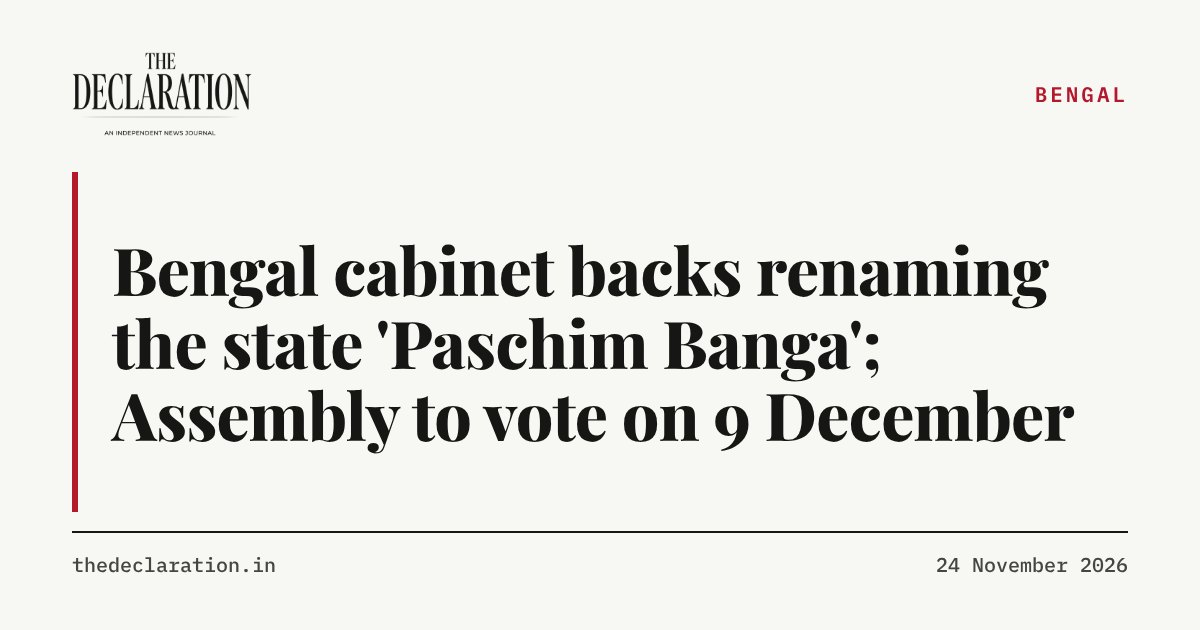 THE
DECLARATION
AN INDEPENDENT NEWS JOURNAL
BENGAL
Bengal cabinet backs renaming
the state 'Paschim Banga';
Assembly to vote on 9 December
thedeclaration.in
24 November 2026